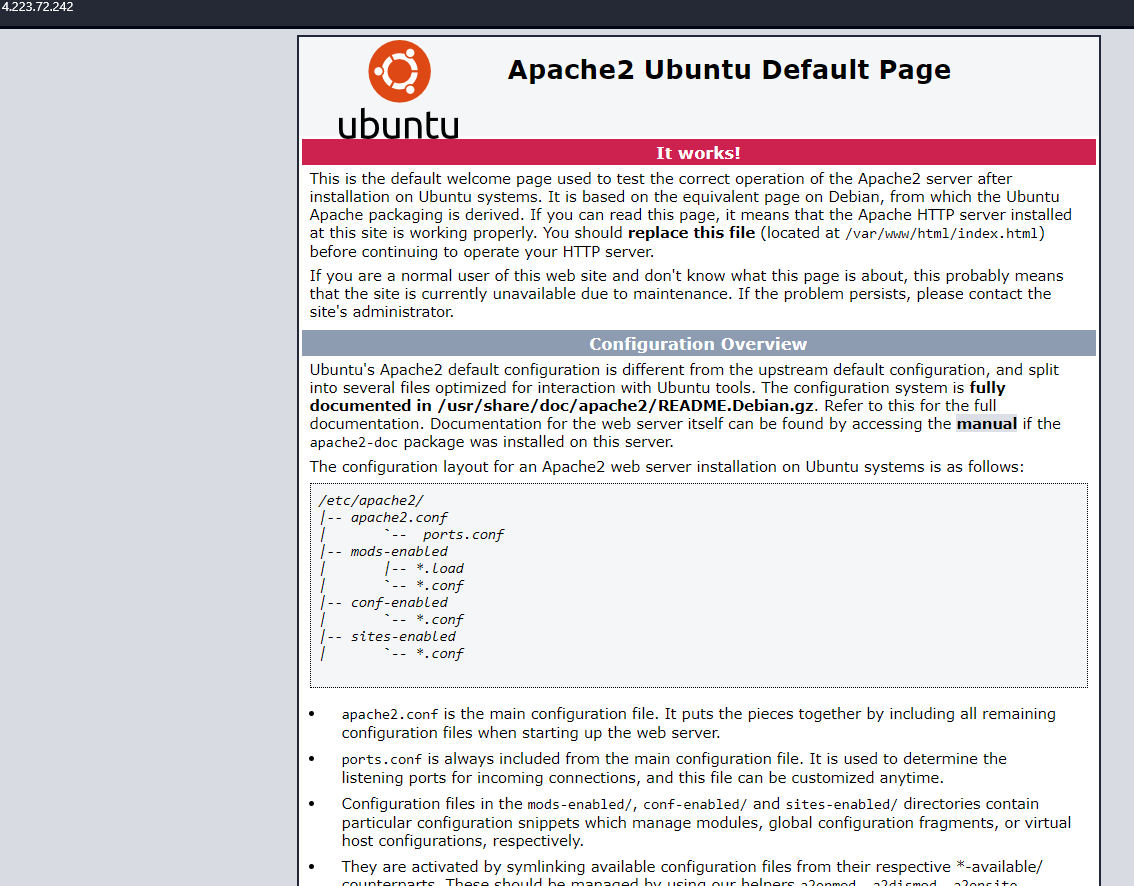 4.223.72.242
Apache2 Ubuntu Default Page
ubuntu
It works!
This is the default welcome page used to test the correct operation of the Apache2 server after
installation on Ubuntu systems. It is based on the equivalent page on Debian, from which the Ubuntu
Apache packaging is derived. If you can read this page, it means that the Apache HTTP server installed
at this site is working properly. You should replace this file (located at /var/www/html/index.html)
before continuing to operate your HTTP server.
If you are a normal user of this web site and don't know what this page is about, this probably means
that the site is currently unavailable due to maintenance. If the problem persists, please contact the
site's administrator.
Configuration Overview
Ubuntu's Apache2 default configuration is different from the upstream default configuration, and split
into several files optimized for interaction with Ubuntu tools. The configuration system is fully
documented in /usr/share/doc/apache2/README.Debian.gz. Refer to this for the full
documentation. Documentation for the web server itself can be found by accessing the manual if the
apache2-doc package was installed on this server.
The configuration layout for an Apache2 web server installation on Ubuntu systems is as follows:
/etc/apache2/
|-- apache2.conf
|       `--  ports.conf
|-- mods-enabled
|       |-- *.load
|       `-- *.conf
|-- conf-enabled
|       `-- *.conf
|-- sites-enabled
|       `-- *.conf
• apache2.conf is the main configuration file. It puts the pieces together by including all remaining
configuration files when starting up the web server.
• ports.conf is always included from the main configuration file. It is used to determine the
listening ports for incoming connections, and this file can be customized anytime.
• Configuration files in the mods-enabled/, conf-enabled/ and sites-enabled/ directories contain
particular configuration snippets which manage modules, global configuration fragments, or virtual
host configurations, respectively.
• They are activated by symlinking available configuration files from their respective *-available/
counterparts. These should be managed by using our helpers a2enmod, a2dismod, a2ensite,